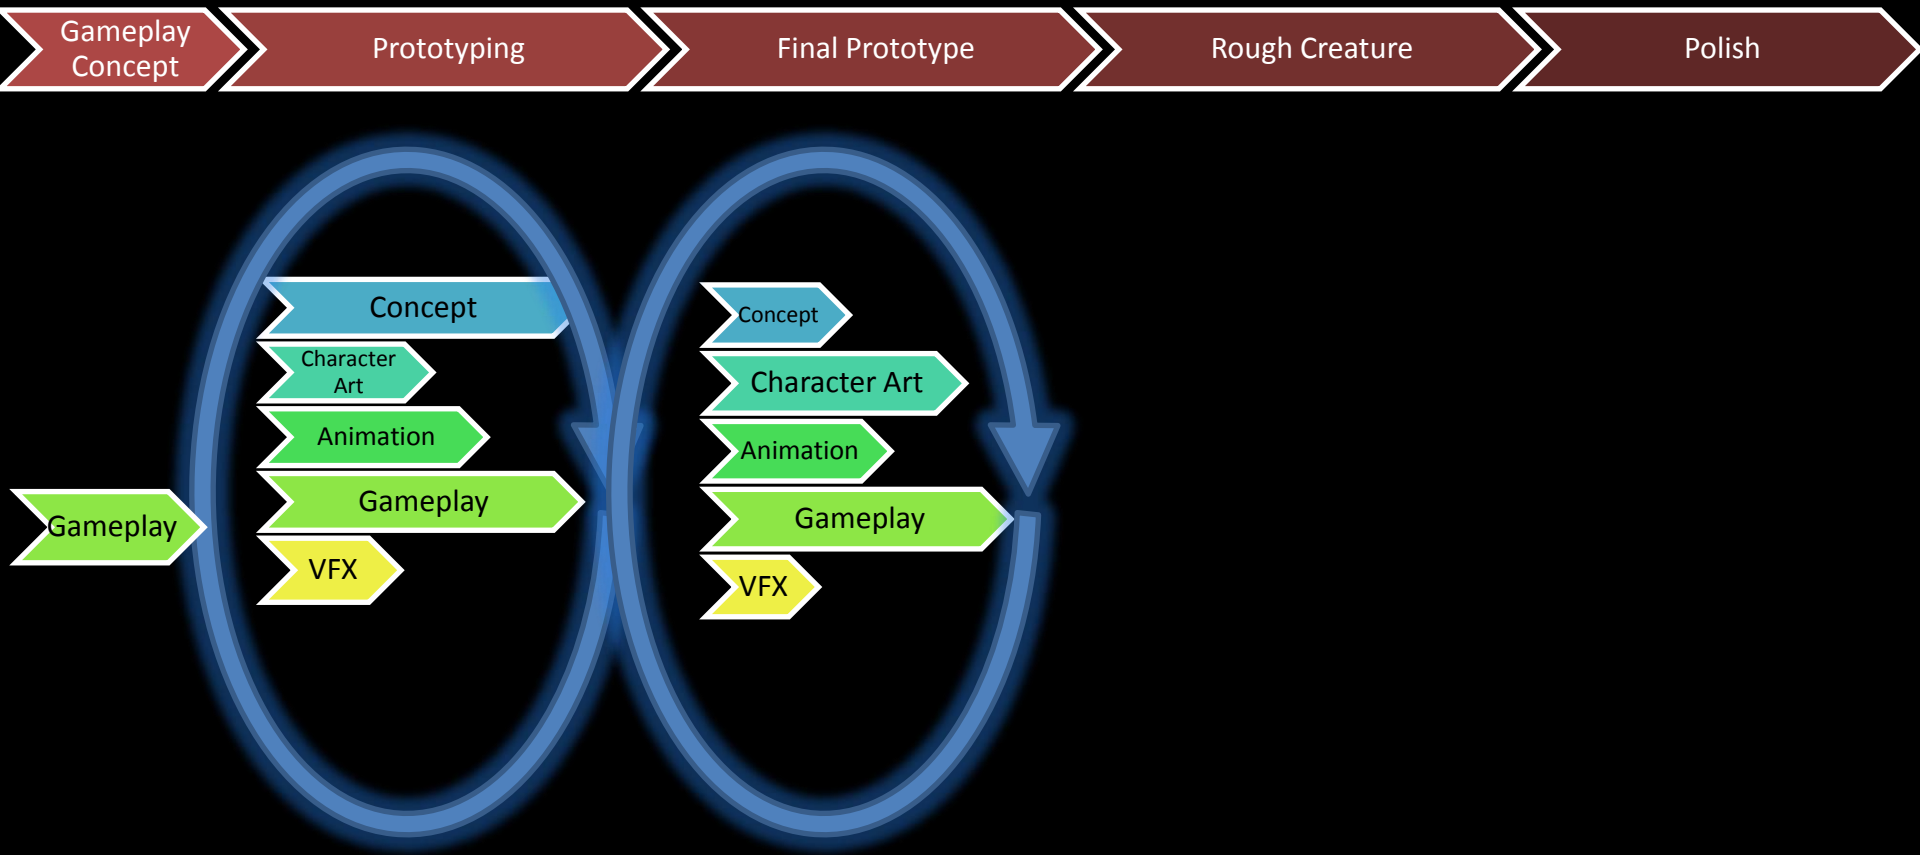 Gameplay
Concept
Prototyping
Final Prototype
Rough Creature
Polish
Gameplay
Concept
Character
Art
Animation
Gameplay
VFX
Concept
Character Art
Animation
Gameplay
VFX